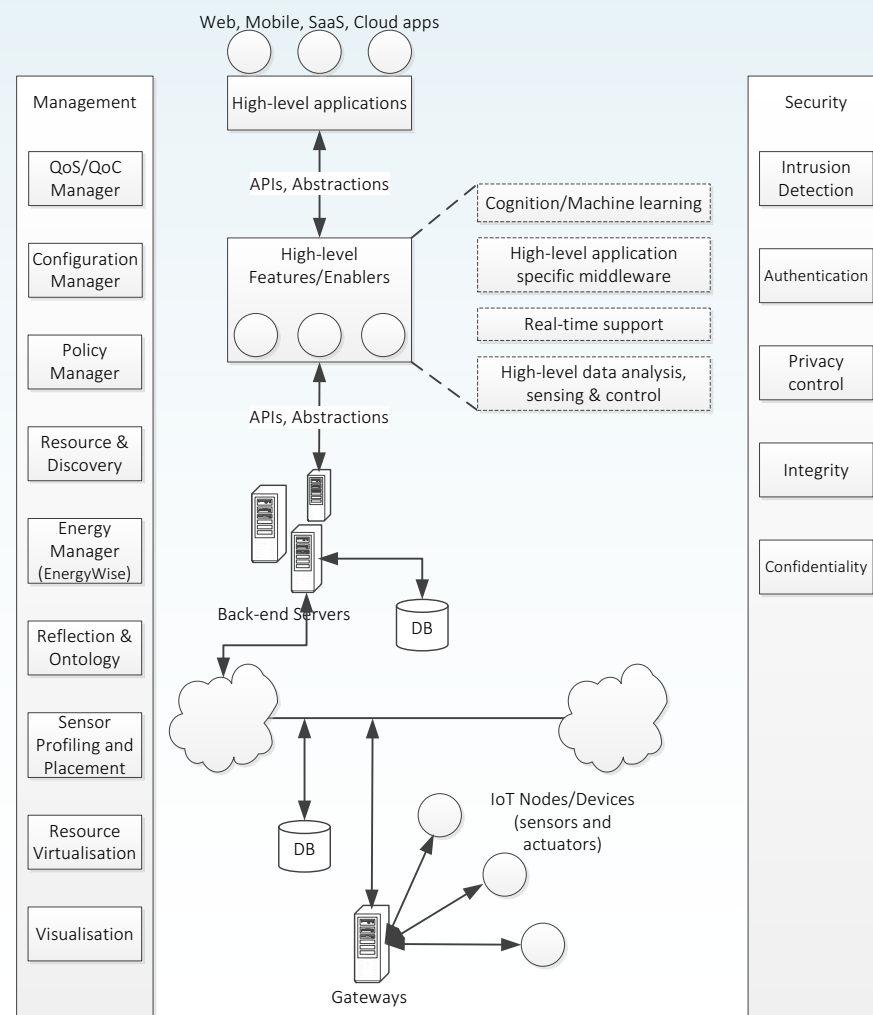 Web, Mobile, SaaS, Cloud apps
High-level applications
APIs, Abstractions
High-level
Features/Enablers
APIs, Abstractions
Back-end Servers
DB
DB
Gateways
IoT Nodes/Devices
(sensors and
actuators)
Cognition/Machine learning
High-level application
specific middleware
Real-time support
High-level data analysis,
sensing & control
Management
QoS/QoC
Manager
Configuration
Manager
Policy
Manager
Resource &
Discovery
Energy
Manager
(EnergyWise)
Reflection &
Ontology
Sensor
Profiling and
Placement
Resource
Virtualisation
Visualisation
Security
Intrusion
Detection
Authentication
Privacy
control
Integrity
Confidentiality